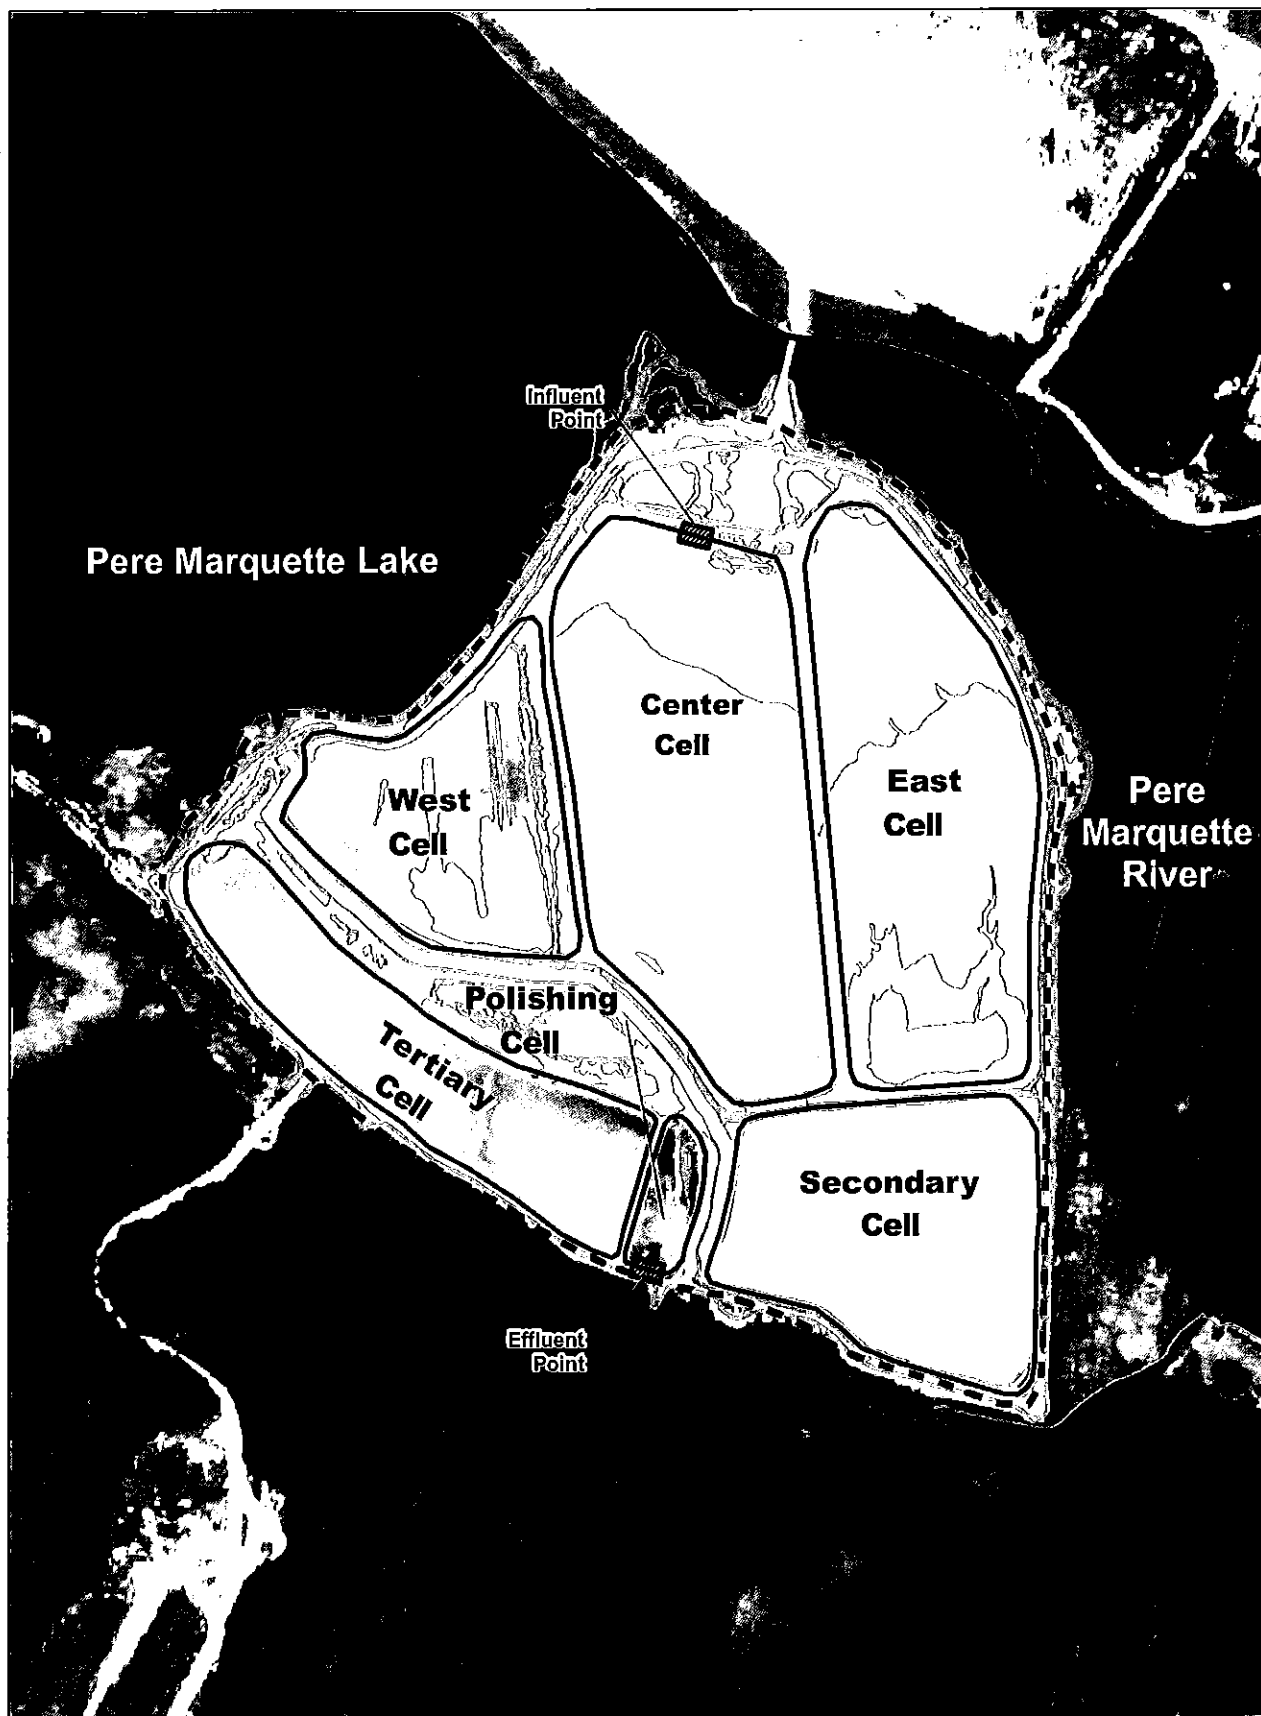 Influent
Point
Pere Marquette Lake
Center
Cell
West
Cell
East
Cell
Pere
Marquette
River
Polishing
Cell
Tertiary
Cell
Secondary
Cell
Effluent
Point